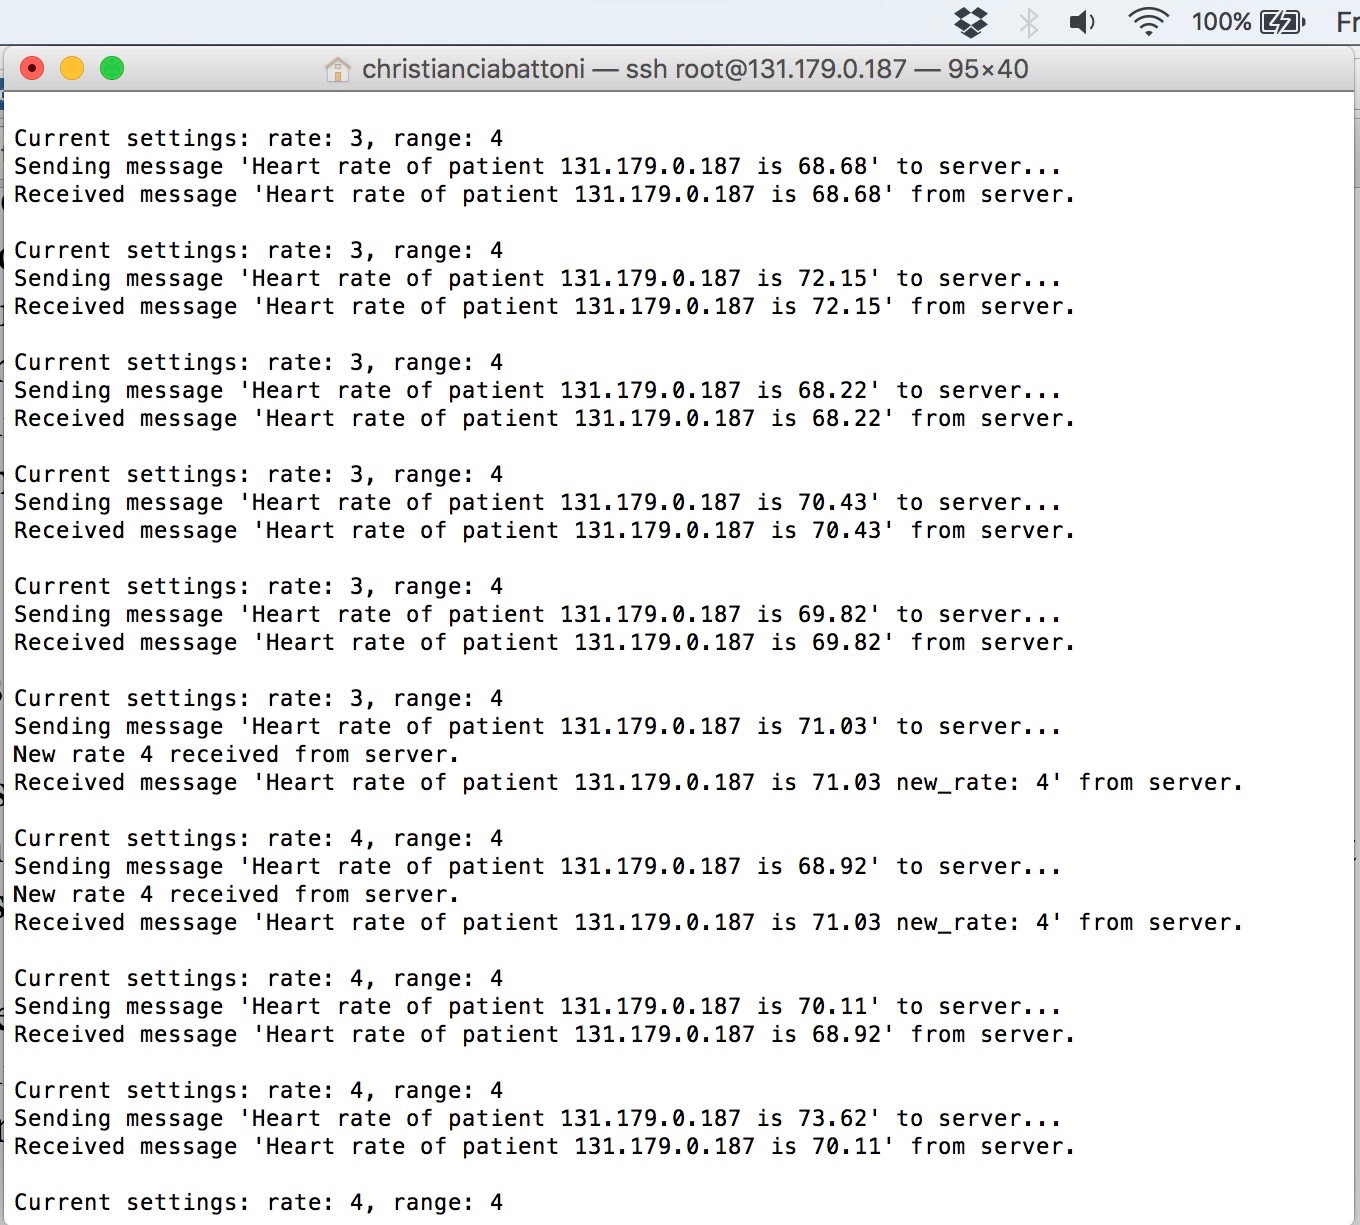 100% Fr
christianciabattoni — ssh root@131.179.0.187 — 95×40
Current settings: rate: 3, range: 4
Sending message 'Heart rate of patient 131.179.0.187 is 68.68' to server...
Received message 'Heart rate of patient 131.179.0.187 is 68.68' from server.
Current settings: rate: 3, range: 4
Sending message 'Heart rate of patient 131.179.0.187 is 72.15' to server...
Received message 'Heart rate of patient 131.179.0.187 is 72.15' from server.
Current settings: rate: 3, range: 4
Sending message 'Heart rate of patient 131.179.0.187 is 68.22' to server...
Received message 'Heart rate of patient 131.179.0.187 is 68.22' from server.
Current settings: rate: 3, range: 4
Sending message 'Heart rate of patient 131.179.0.187 is 70.43' to server...
Received message 'Heart rate of patient 131.179.0.187 is 70.43' from server.
Current settings: rate: 3, range: 4
Sending message 'Heart rate of patient 131.179.0.187 is 69.82' to server...
Received message 'Heart rate of patient 131.179.0.187 is 69.82' from server.
Current settings: rate: 3, range: 4
Sending message 'Heart rate of patient 131.179.0.187 is 71.03' to server...
New rate 4 received from server.
Received message 'Heart rate of patient 131.179.0.187 is 71.03 new_rate: 4' from server.
Current settings: rate: 4, range: 4
Sending message 'Heart rate of patient 131.179.0.187 is 68.92' to server...
New rate 4 received from server.
Received message 'Heart rate of patient 131.179.0.187 is 71.03 new_rate: 4' from server.
Current settings: rate: 4, range: 4
Sending message 'Heart rate of patient 131.179.0.187 is 70.11' to server...
Received message 'Heart rate of patient 131.179.0.187 is 68.92' from server.
Current settings: rate: 4, range: 4
Sending message 'Heart rate of patient 131.179.0.187 is 73.62' to server...
Received message 'Heart rate of patient 131.179.0.187 is 70.11' from server.
Current settings: rate: 4, range: 4